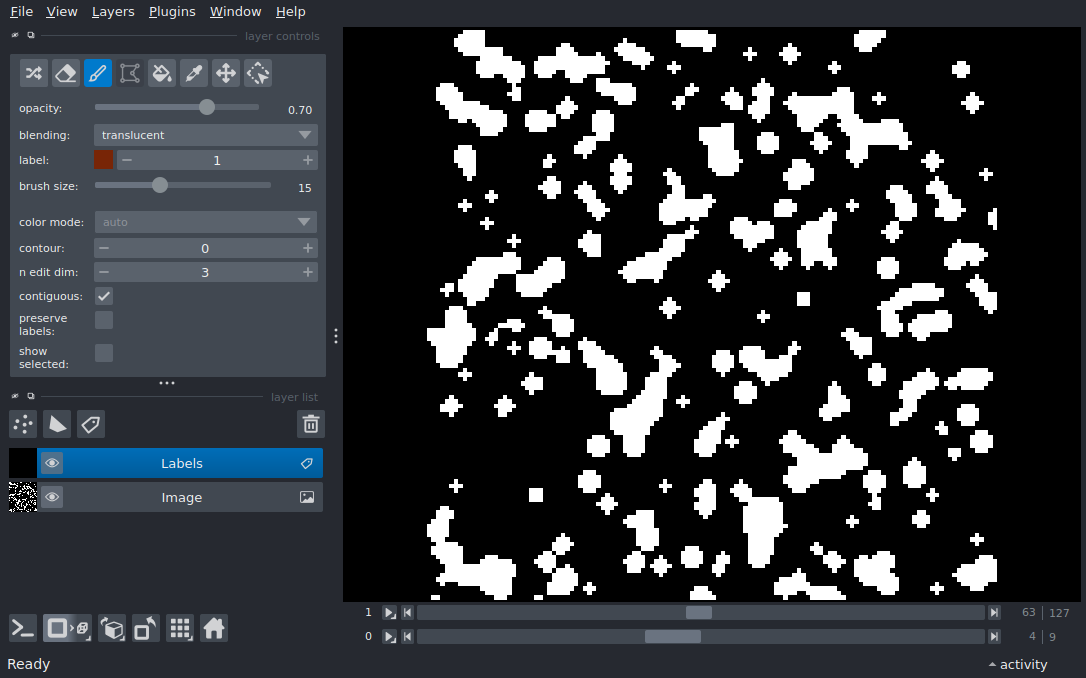 File View Layers Plugins Window Help
layer controls
opacity: 0.70
blending: translucent
label: 1
brush size: 15
color mode: auto
contour: 0
n edit dim: 3
contiguous:
preserve
labels:
show
selected:
layer list
Labels
Image
1 63 127
0 4 9
Ready activity